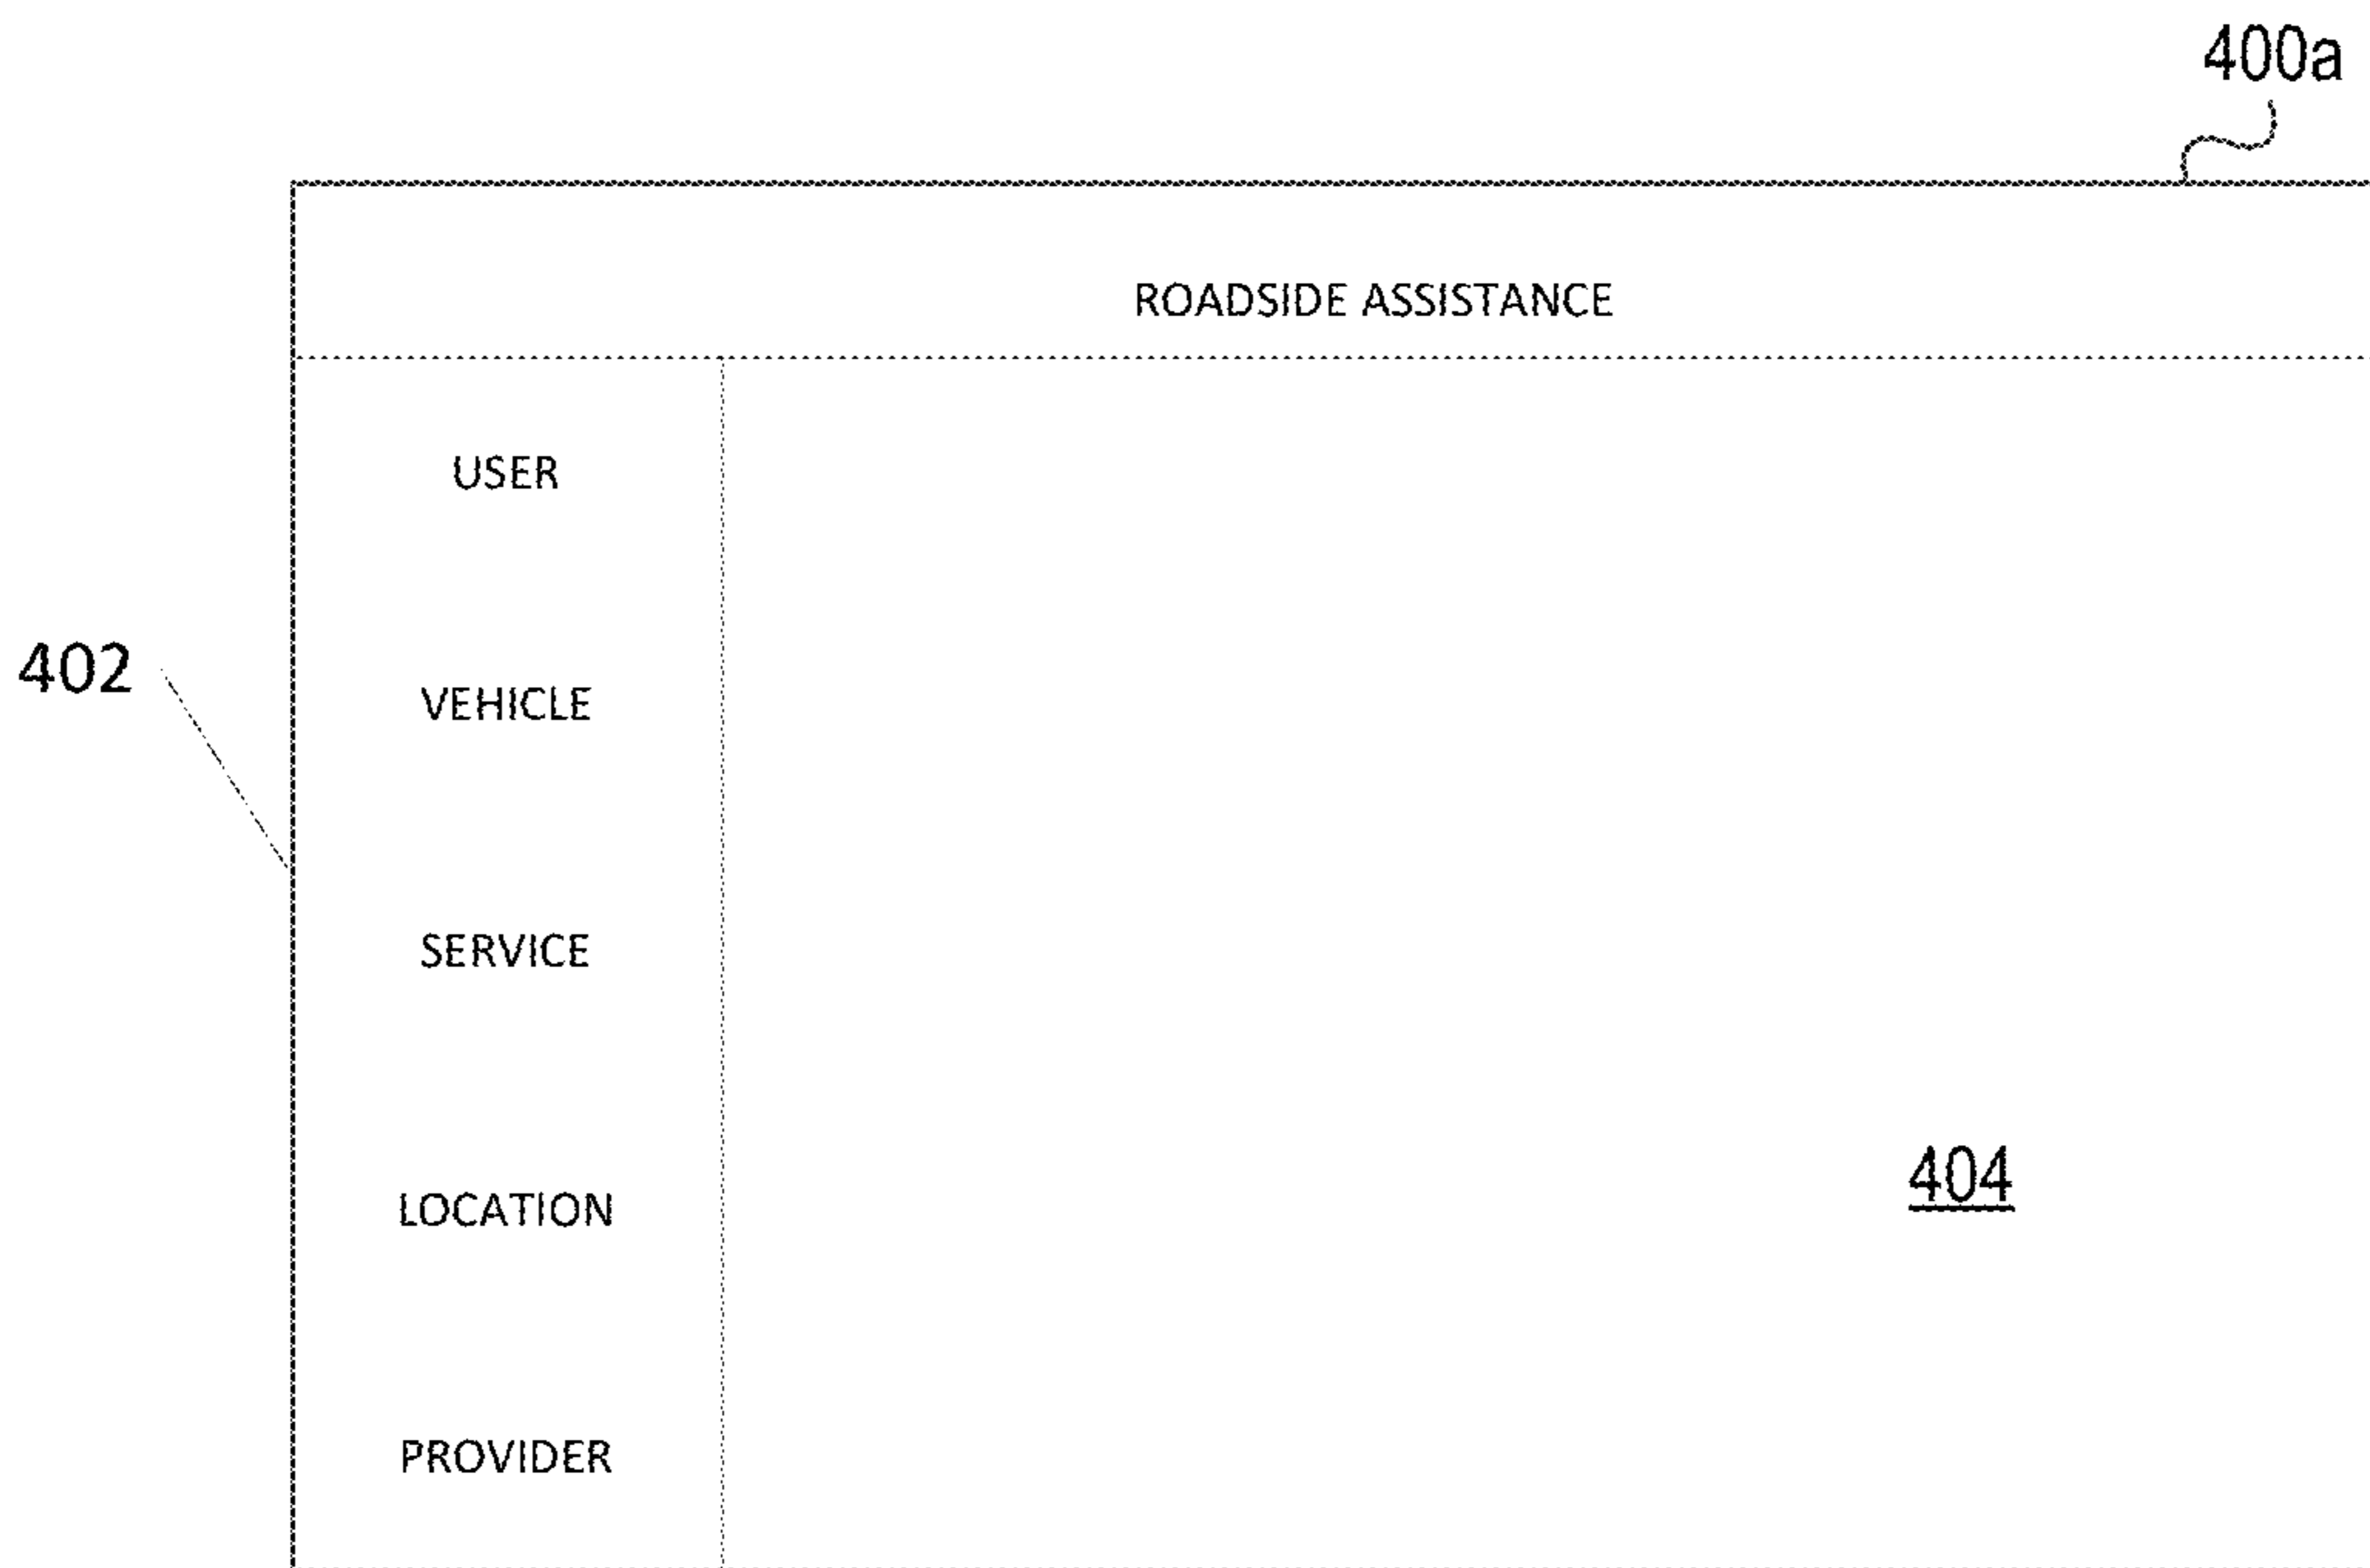 400a
ROADSIDE ASSISTANCE
USER
402
VEHICLE
SERVICE
LOCATION
404
PROVIDER